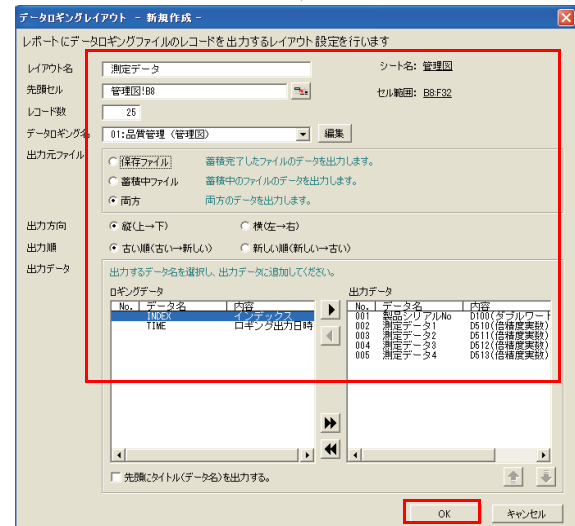 データロギングレイアウト - 新規作成 -
レポートにデータロギングファイルのレコードを出力するレイアウト設定を行います
レイアウト名 測定データ シート名: 管理図
先頭セル 管理図!B8 セル範囲: B8:F32
レコード数 25
データロギング名 01:品質管理（管理図） 編集
出力元ファイル
保存ファイル 蓄積完了したファイルのデータを出力します。
蓄積中ファイル 蓄積中のファイルのデータを出力します。
両方 両方のデータを出力します。
出力方向 縦(上→下) 横(左→右)
出力順 古い順(古い→新しい) 新しい順(新しい→古い)
出力データ 出力するデータ名を選択し、出力データに追加してください。
ロギングデータ 出力データ
No. データ名 内容 No. データ名 内容
INDEX インデックス 001 製品シリアルNo D100(ダブルワード
TIME ロギング出力日時 002 測定データ1 D510(倍精度実数)
003 測定データ2 D511(倍精度実数)
004 測定データ3 D512(倍精度実数)
005 測定データ4 D513(倍精度実数)
先頭にタイトル(データ名)を出力する。
OK キャンセル